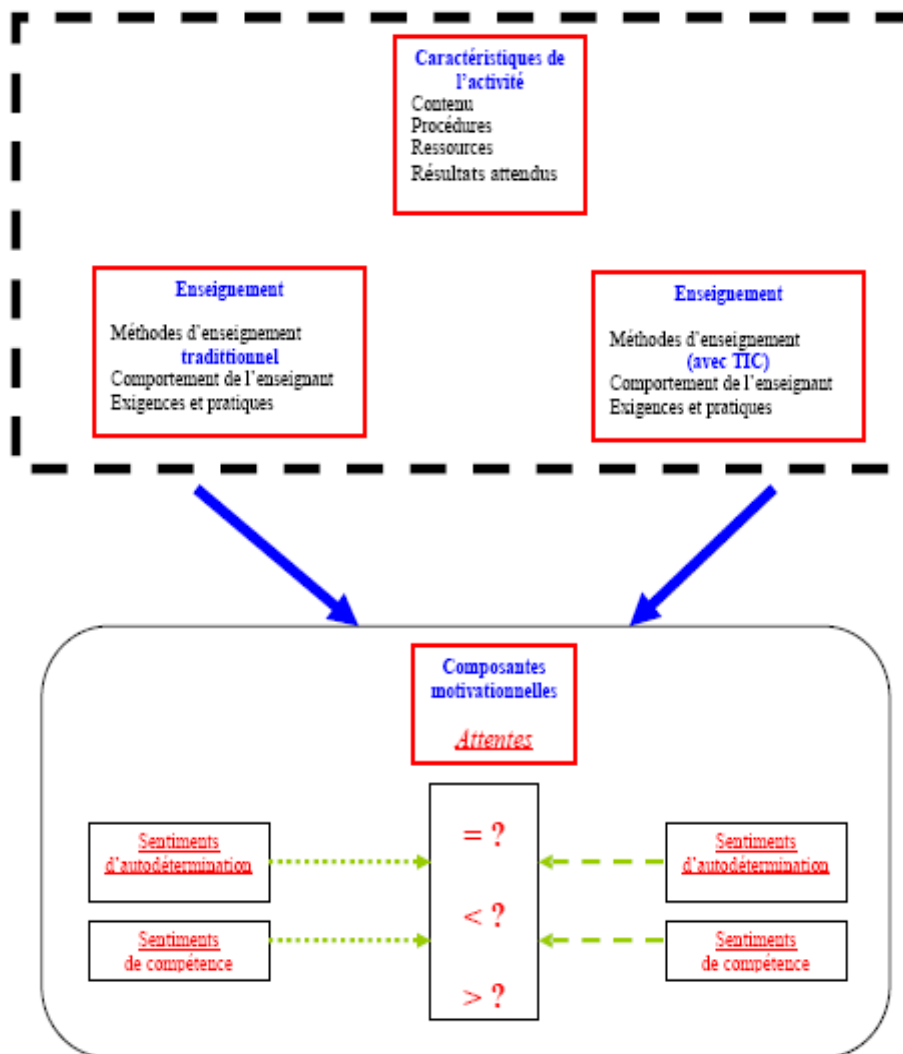 Caractéristiques de
l'activité
Contenu
Procédures
Ressources
Résultats attendus
Enseignement
Méthodes d'enseignement
tradittionnel
Comportement de l'enseignant
Exigences et pratiques
Enseignement
Méthodes d'enseignement
(avec TIC)
Comportement de l'enseignant
Exigences et pratiques
Composantes
motivationnelles
Attentes
Sentiments
d'autodétermination
Sentiments
de compétence
= ?
< ?
> ?
Sentiments
d'autodétermination
Sentiments
de compétence